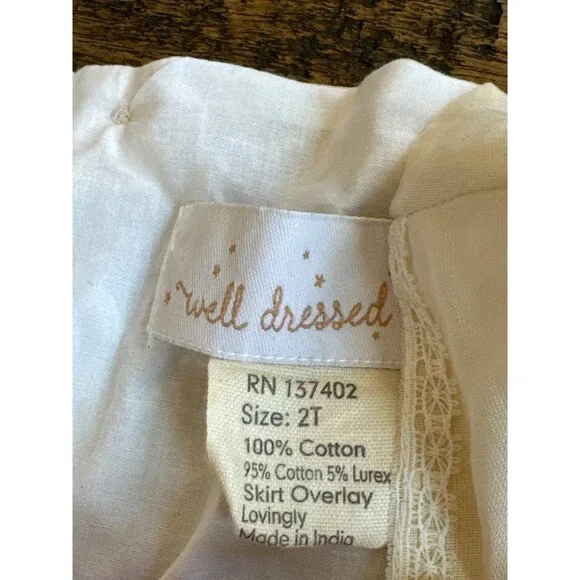 well dressed
RN 137402
Size: 2T
100% Cotton
95% Cotton 5% Lurex
Skirt Overlay
Lovingly
Made in India